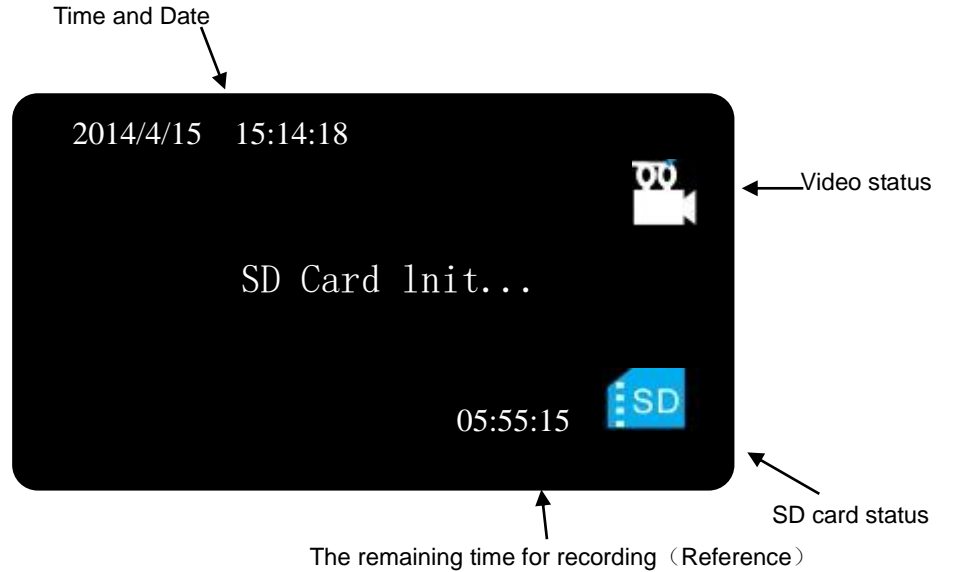 Time and Date
2014/4/15 15:14:18
Video status
SD Card lnit...
SD
05:55:15
SD card status
The remaining time for recording（Reference）